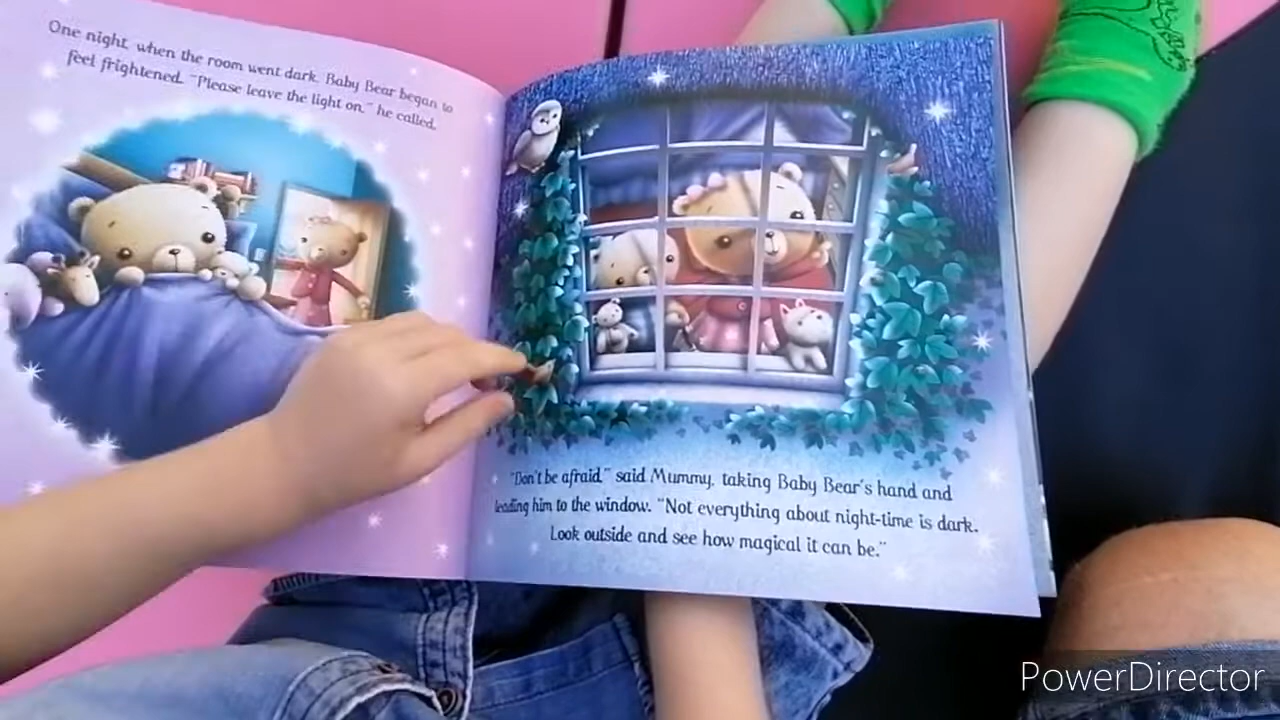 One night, when the room went dark, Baby Bear began to
feel frightened. "Please leave the light on," he called.
"Don't be afraid," said Mummy, taking Baby Bear's hand and
leading him to the window. "Not everything about night-time is dark.
Look outside and see how magical it can be."
PowerDirector